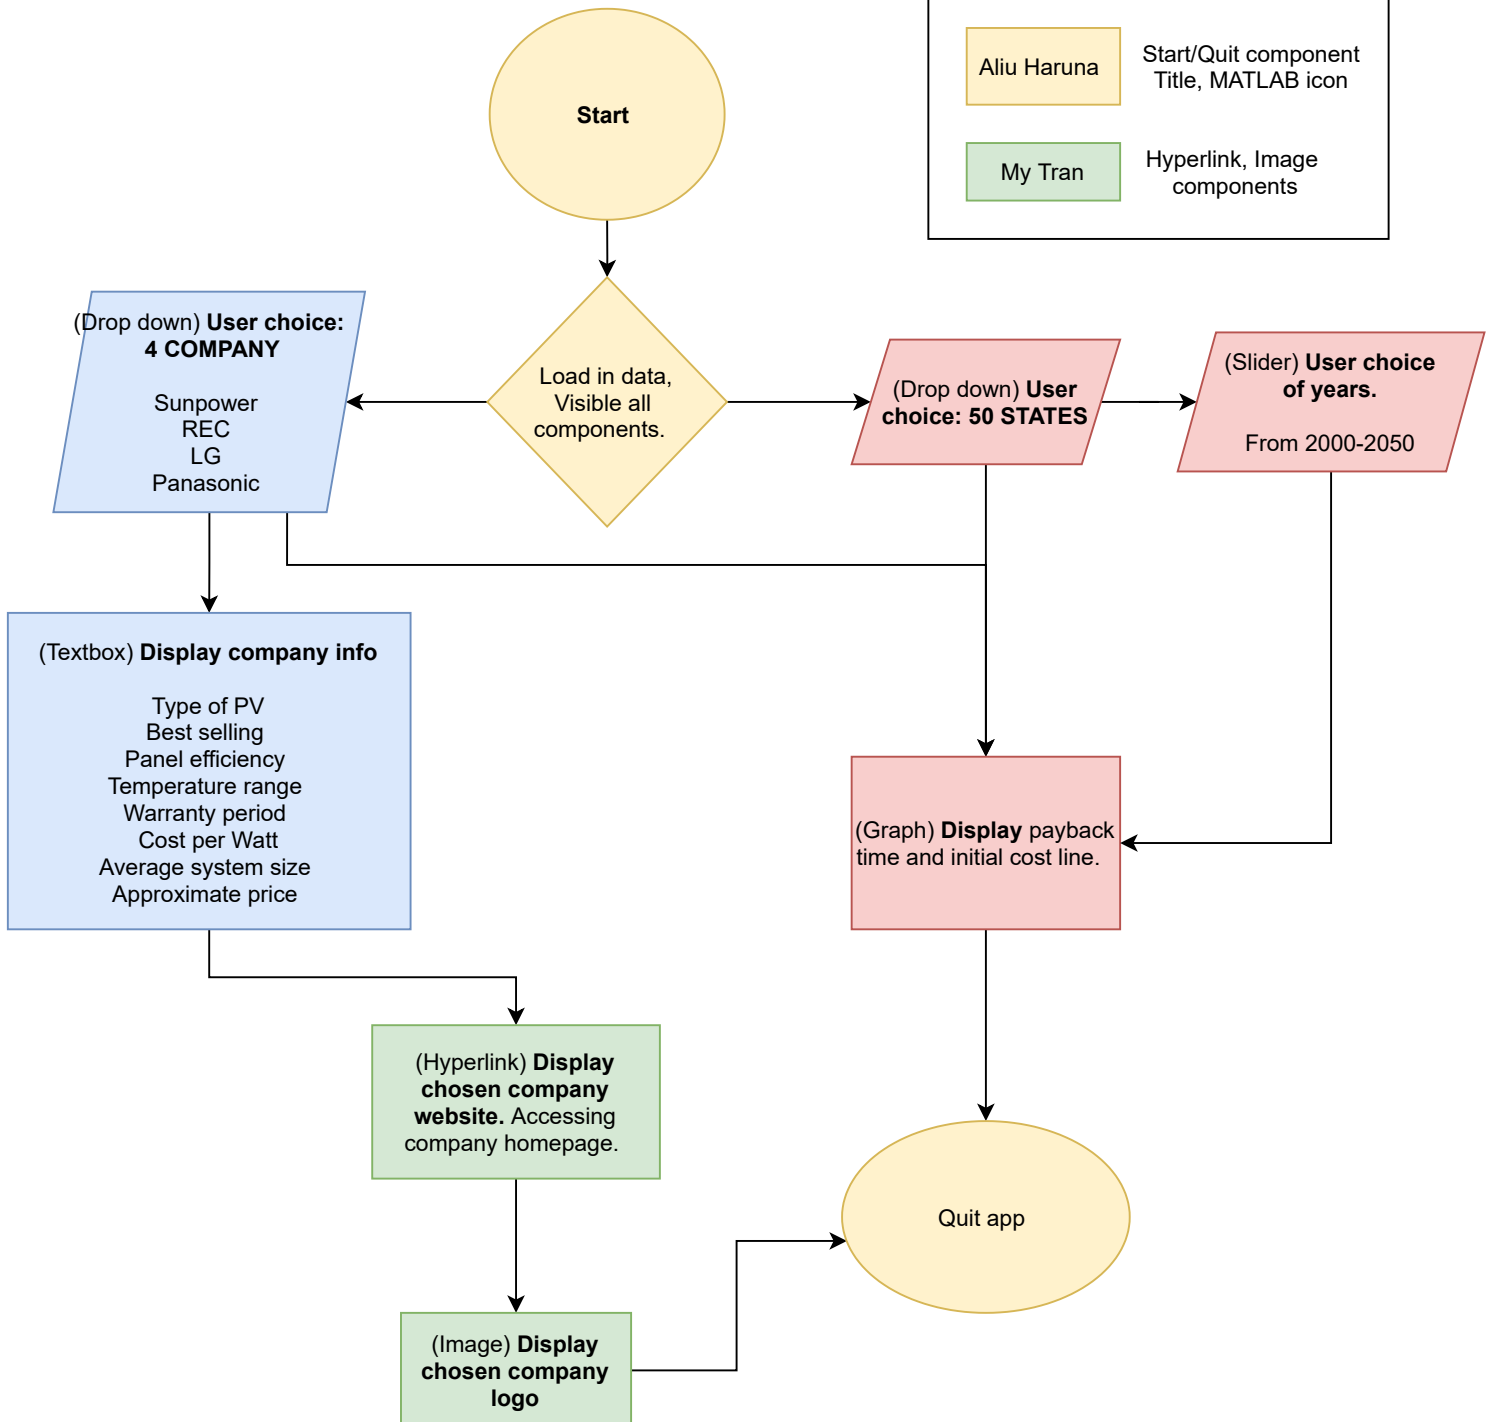 Start
Aliu Haruna
Start/Quit component
Title, MATLAB icon
My Tran
Hyperlink, Image
components
(Drop down) User choice:
4 COMPANY
Sunpower
REC
LG
Panasonic
Load in data,
Visible all
components.
(Drop down) User
choice: 50 STATES
(Slider) User choice
of years.
From 2000-2050
(Textbox) Display company info
Type of PV
Best selling
Panel efficiency
Temperature range
Warranty period
Cost per Watt
Average system size
Approximate price
(Graph) Display payback
time and initial cost line.
(Hyperlink) Display
chosen company
website. Accessing
company homepage.
Quit app
(Image) Display
chosen company
logo